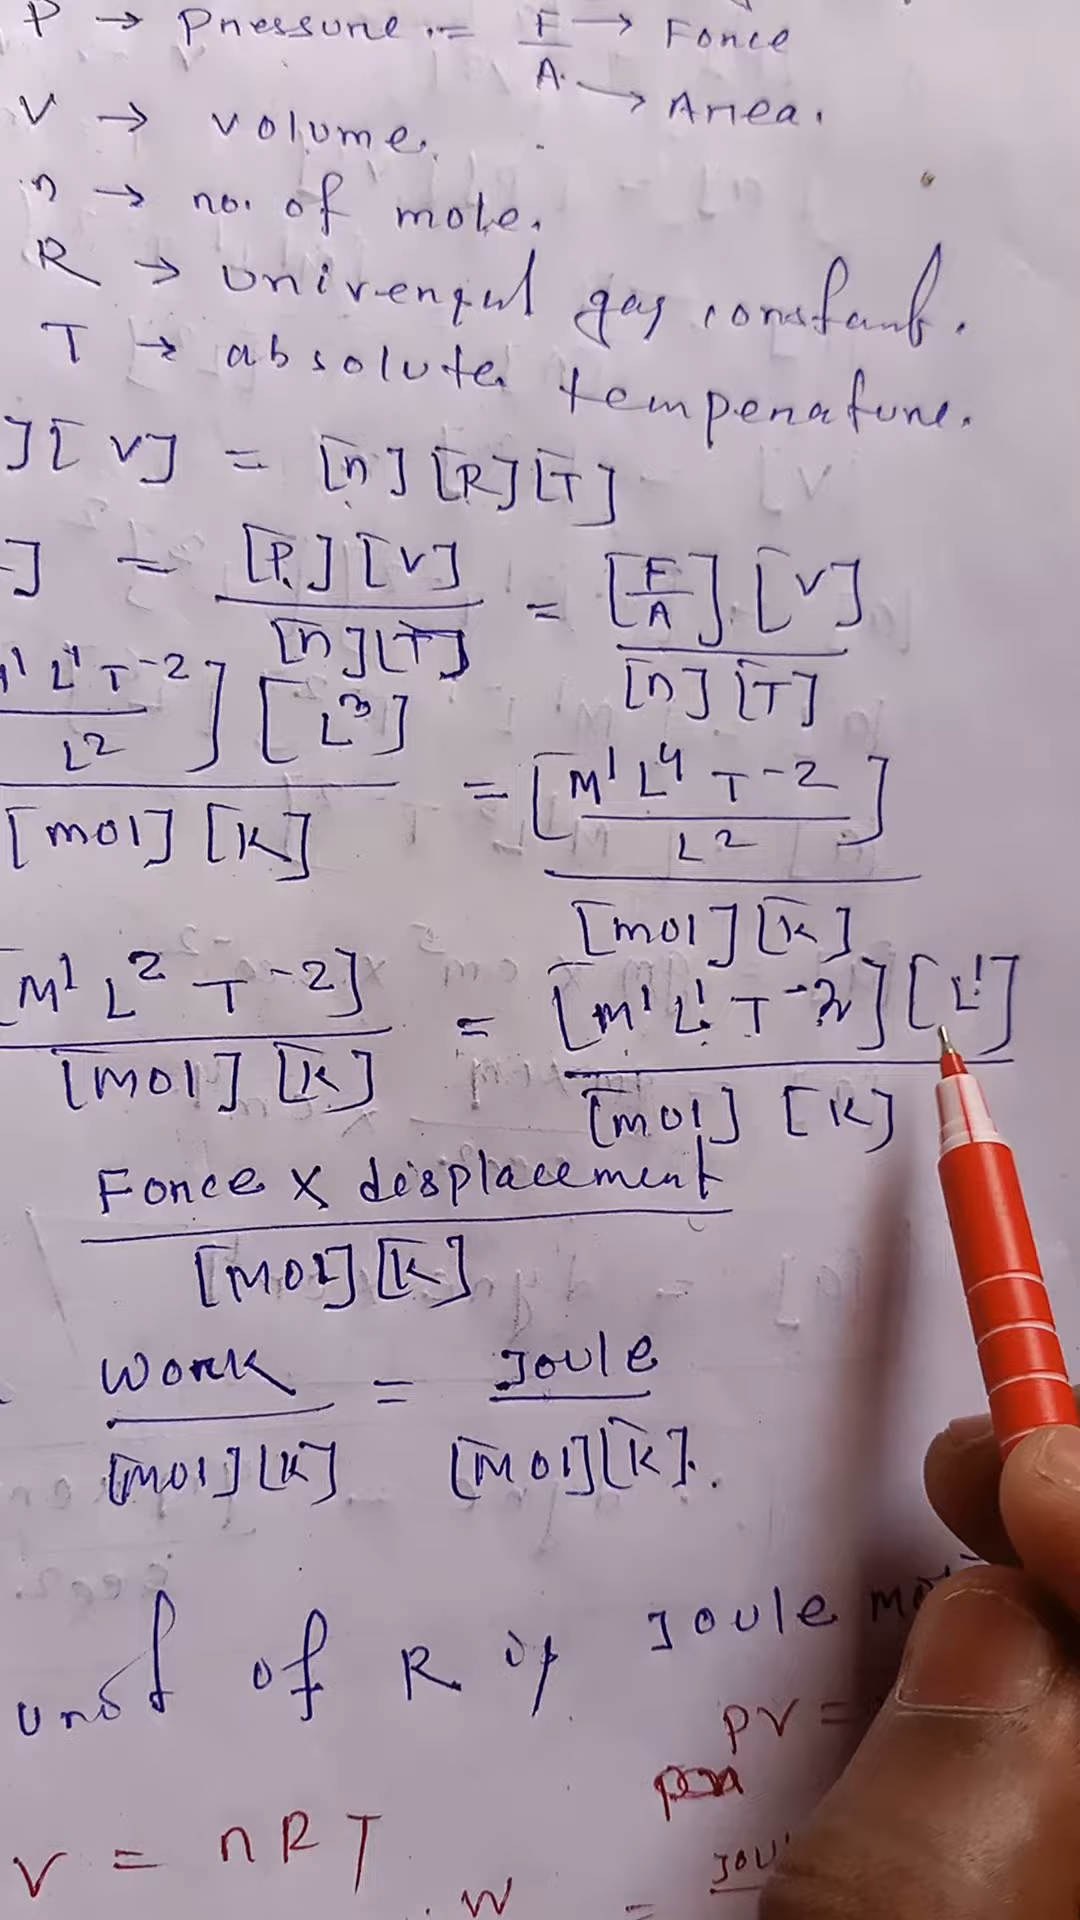 P → Pressure :- F/A → Force
→ Area.
V → volume.
n → no. of mole.
R → universal gas constant.
T → absolute temperature.
][V] = [n][R][T]
] = [P][V] / [n][T] = [F/A][V] / [n][T]
L¹ T⁻² / L²] [L³] / [mol][K] = [M¹ L⁴ T⁻² / L²] / [mol][K]
[M¹ L² T⁻²] / [mol][K] = [M¹ L¹ T⁻²][L¹] / [mol][K]
Force × displacement / [mol][K]
Work / [mol][K] = Joule / [mol][K].
unit of R is Joule
PV =
V = nRT
W =